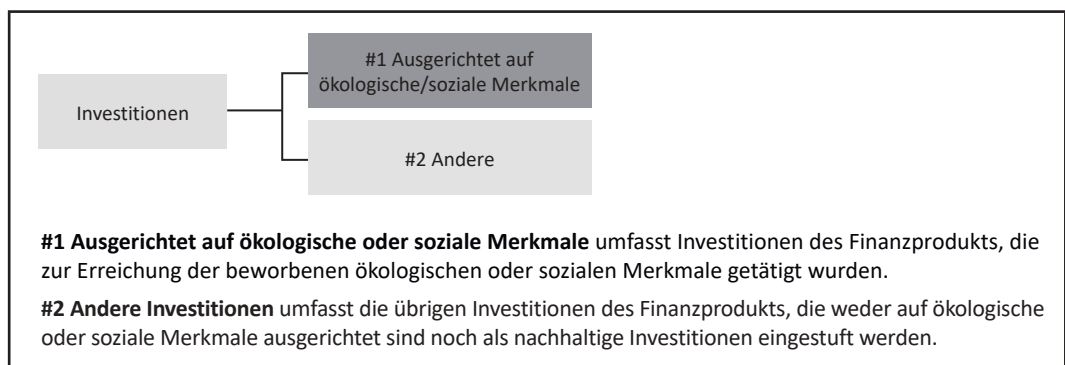 #1 Ausgerichtet auf
ökologische/soziale Merkmale
Investitionen
#2 Andere
#1 Ausgerichtet auf ökologische oder soziale Merkmale umfasst Investitionen des Finanzprodukts, die
zur Erreichung der beworbenen ökologischen oder sozialen Merkmale getätigt wurden.
#2 Andere Investitionen umfasst die übrigen Investitionen des Finanzprodukts, die weder auf ökologische
oder soziale Merkmale ausgerichtet sind noch als nachhaltige Investitionen eingestuft werden.